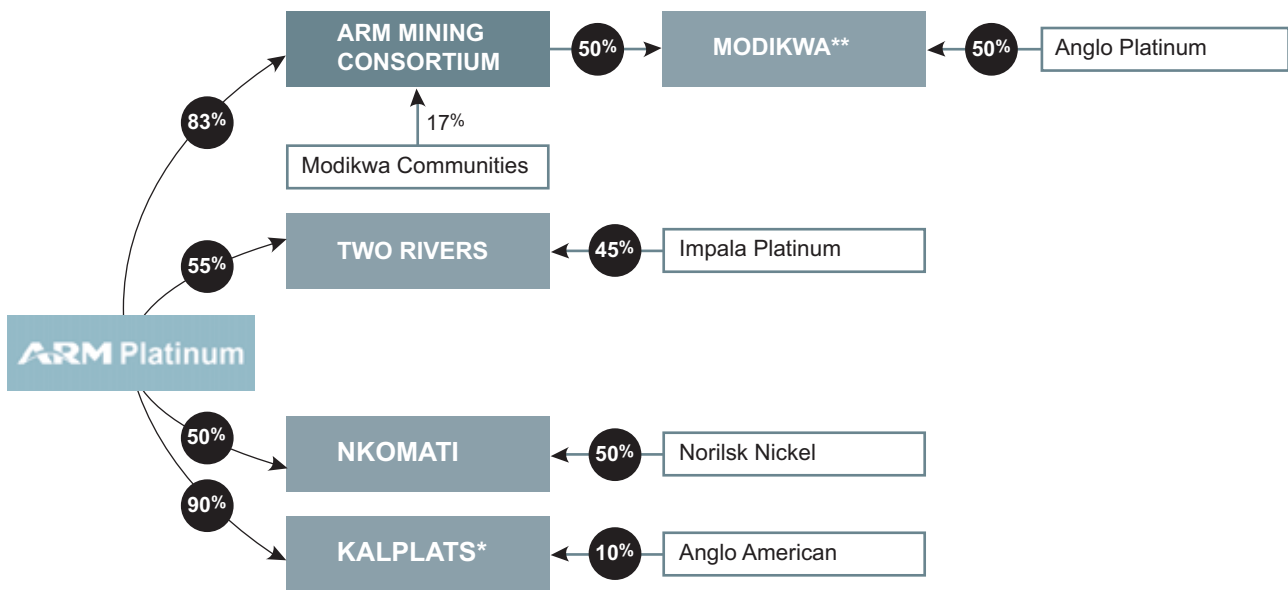 ARM MINING
CONSORTIUM
50%
MODIKWA**
50%
Anglo Platinum
83%
17%
Modikwa Communities
55%
TWO RIVERS
45%
Impala Platinum
ARM Platinum
50%
NKOMATI
50%
Norilsk Nickel
90%
KALPLATS*
10%
Anglo American